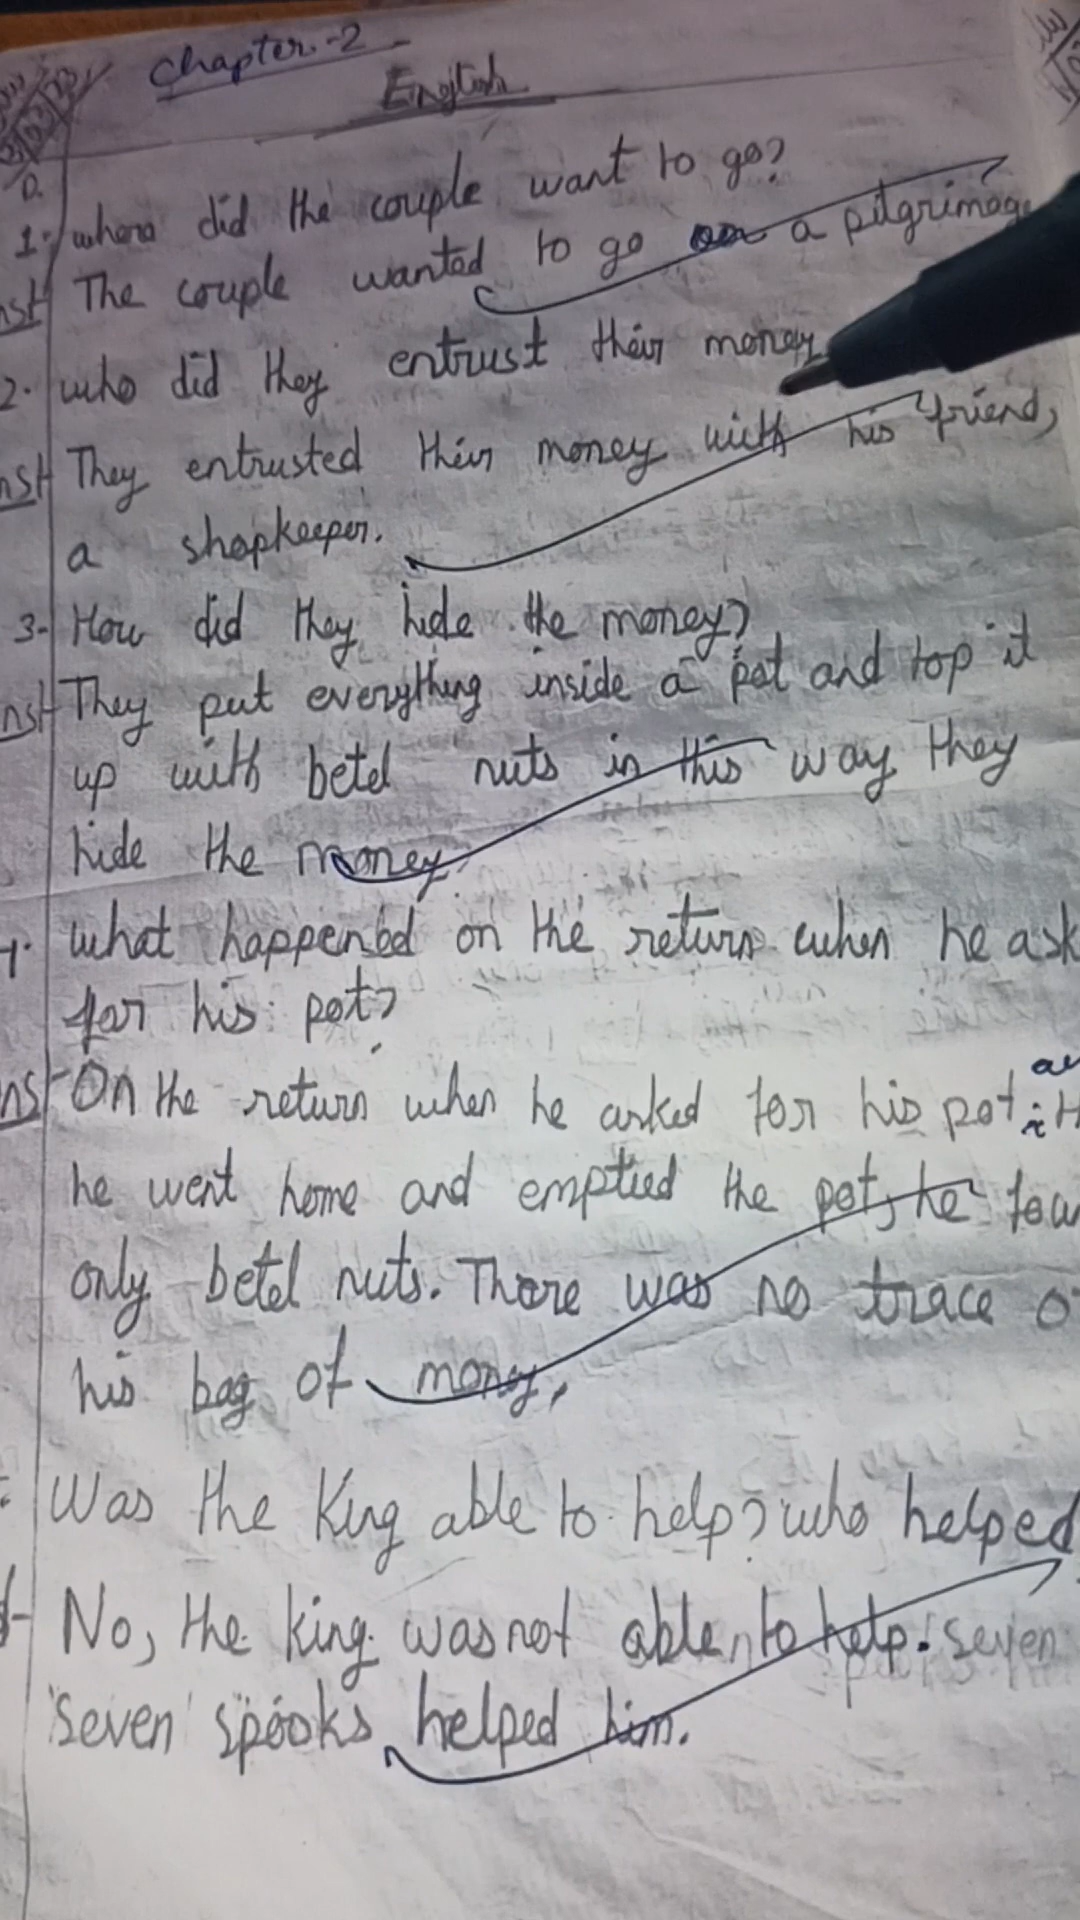 Chapter-2
English
1. where did the couple want to go?
The couple wanted to go on a pilgrimage
2. who did they entrust their money
They entrusted their money with his friend,
a shopkeeper.
3- How did they hide the money?
They put everything inside a pot and top it
up with betel nuts in this way they
hide the money.
what happened on the return when he ask
for his pot?
On the return when he asked for his pot.
he went home and emptied the pot, he fou
only betel nuts. There was no trace o
his bag of money.
Was the King able to help? who helped
No, the king was not able to help. seven
seven spooks helped him.